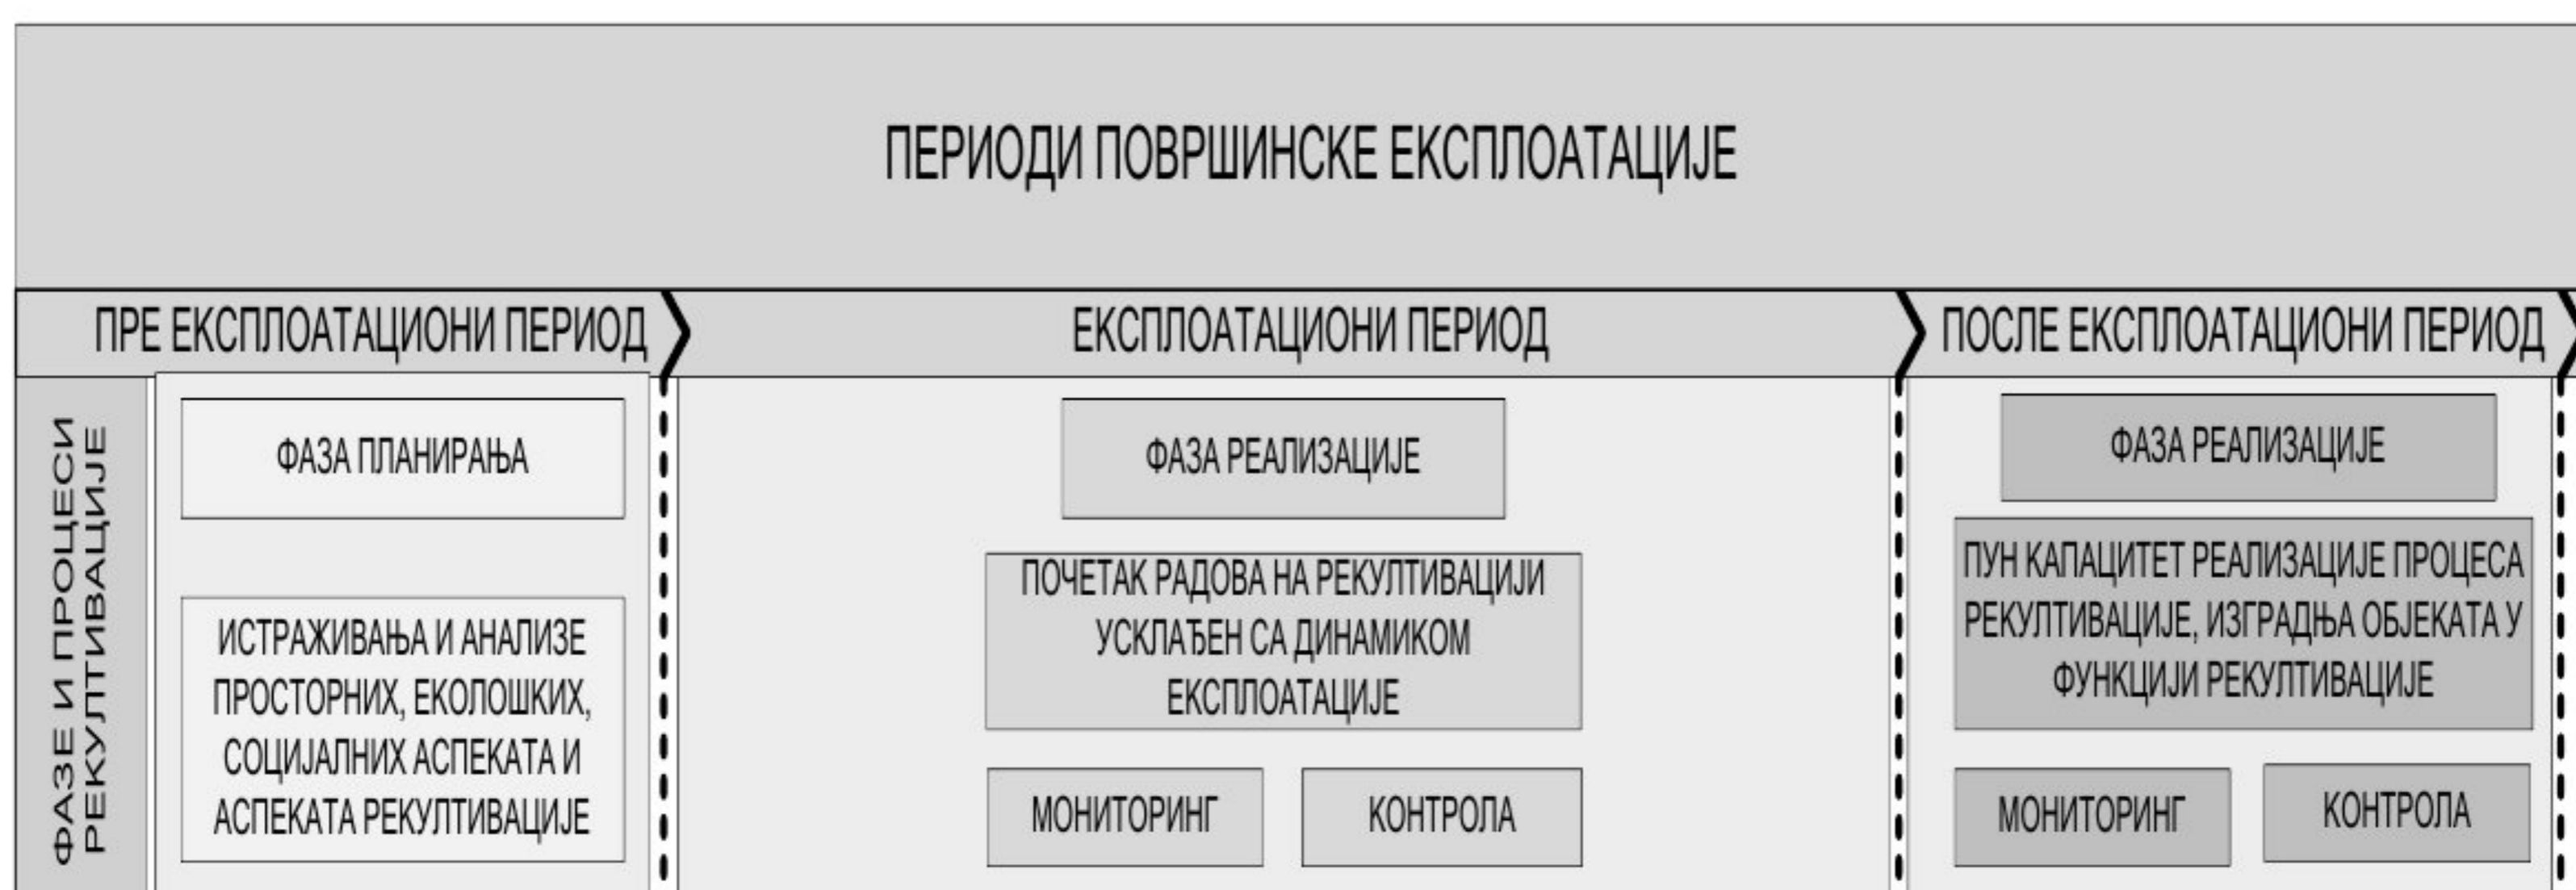 ПЕРИОДИ ПОВРШИНСКЕ ЕКСПЛОАТАЦИЈЕ
ПРЕ ЕКСПЛОАТАЦИОНИ ПЕРИОД
ЕКСПЛОАТАЦИОНИ ПЕРИОД
ПОСЛЕ ЕКСПЛОАТАЦИОНИ ПЕРИОД
ФАЗЕ И ПРОЦЕСИ
РЕКУЛТИВАЦИЈЕ
ФАЗА ПЛАНИРАЊА
ИСТРАЖИВАЊА И АНАЛИЗЕ
ПРОСТОРНИХ, ЕКОЛОШКИХ,
СОЦИЈАЛНИХ АСПЕКАТА И
АСПЕКАТА РЕКУЛТИВАЦИЈЕ
ФАЗА РЕАЛИЗАЦИЈЕ
ПОЧЕТАК РАДОВА НА РЕКУЛТИВАЦИЈИ
УСКЛАЂЕН СА ДИНАМИКОМ
ЕКСПЛОАТАЦИЈЕ
МОНИТОРИНГ
КОНТРОЛА
ФАЗА РЕАЛИЗАЦИЈЕ
ПУН КАПАЦИТЕТ РЕАЛИЗАЦИЈЕ ПРОЦЕСА
РЕКУЛТИВАЦИЈЕ, ИЗГРАДЊА ОБЈЕКАТА У
ФУНКЦИЈИ РЕКУЛТИВАЦИЈЕ
МОНИТОРИНГ
КОНТРОЛА